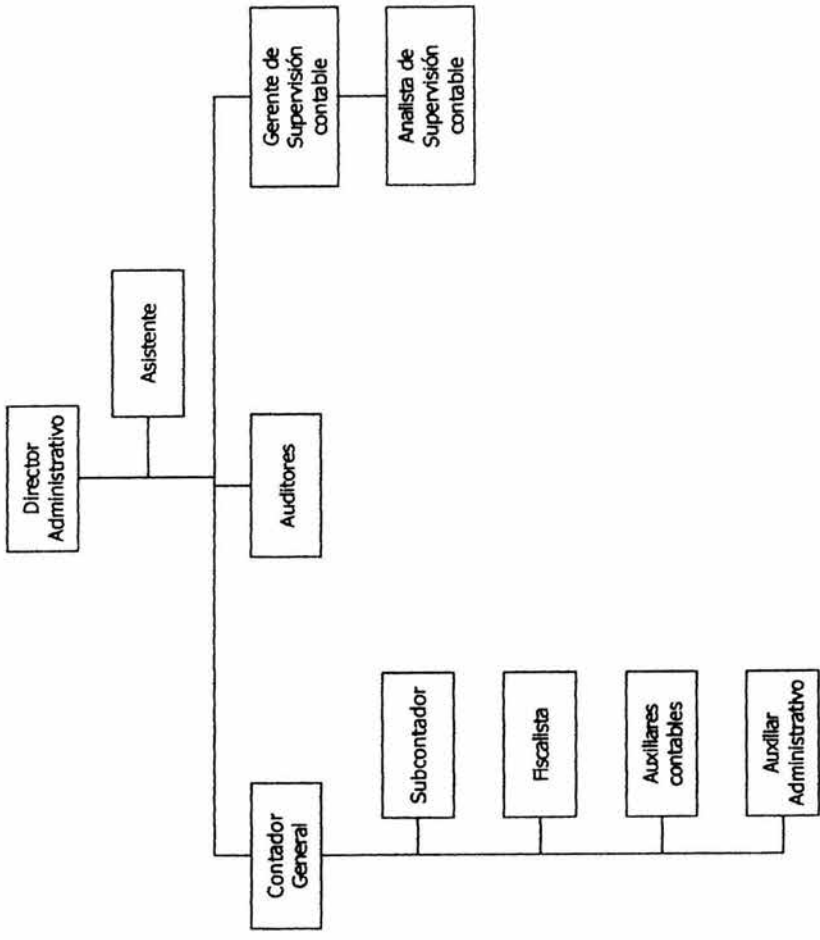 Director
Administrativo
Asistente
Contador
General
Auditores
Gerente de
Supervisión
contable
Subcontador
Analista de
Supervisión
contable
Fiscalista
Auxiliares
contables
Auxiliar
Administrativo